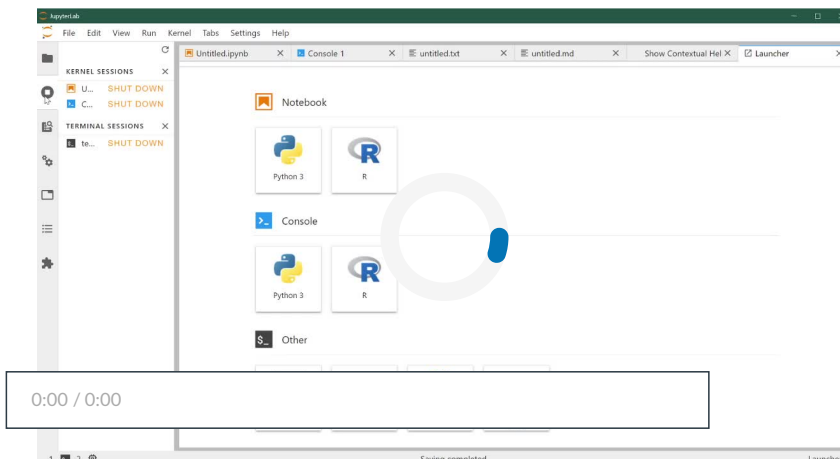 JupyterLab
File Edit View Run Kernel Tabs Settings Help
Untitled.ipynb Console 1 untitled.txt untitled.md Show Contextual Hel Launcher
KERNEL SESSIONS
U... SHUT DOWN
C... SHUT DOWN
TERMINAL SESSIONS
te... SHUT DOWN
Notebook
Python 3 R
Console
Python 3 R
$_ Other
0:00 / 0:00
Saving completed